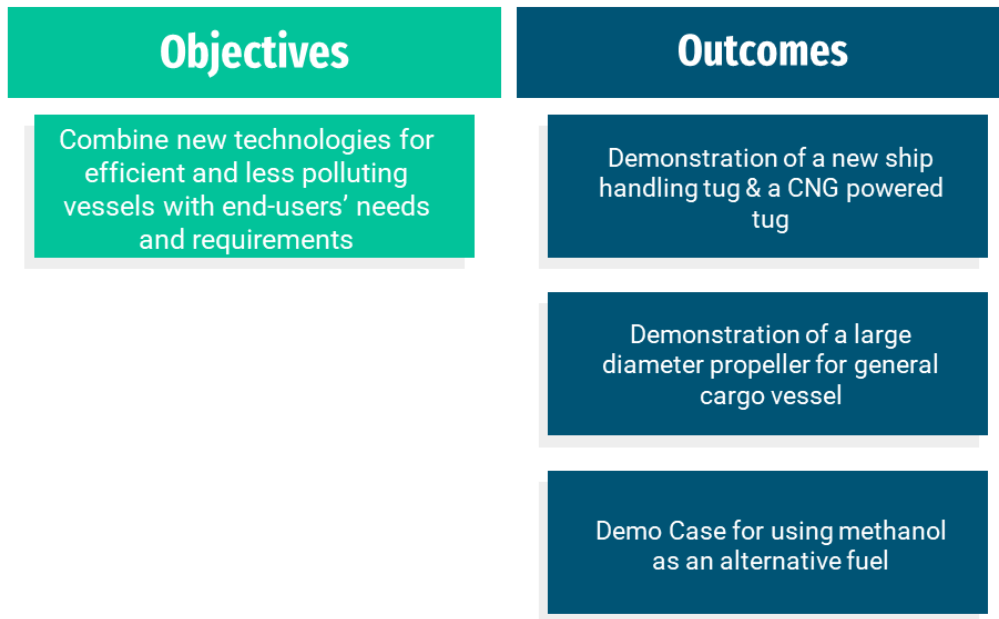 Objectives
Combine new technologies for
efficient and less polluting
vessels with end-users’ needs
and requirements
Outcomes
Demonstration of a new ship
handling tug & a CNG powered
tug
Demonstration of a large
diameter propeller for general
cargo vessel
Demo Case for using methanol
as an alternative fuel